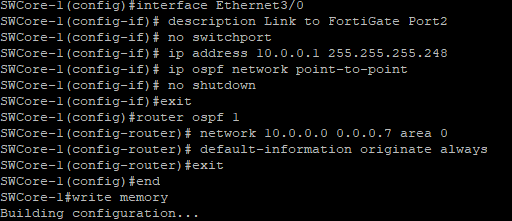 SWCore-1(config)#interface Ethernet3/0
SWCore-1(config-if)# description Link to FortiGate Port2
SWCore-1(config-if)# no switchport
SWCore-1(config-if)# ip address 10.0.0.1 255.255.255.248
SWCore-1(config-if)# ip ospf network point-to-point
SWCore-1(config-if)# no shutdown
SWCore-1(config-if)#exit
SWCore-1(config)#router ospf 1
SWCore-1(config-router)# network 10.0.0.0 0.0.0.7 area 0
SWCore-1(config-router)# default-information originate always
SWCore-1(config-router)#exit
SWCore-1(config)#end
SWCore-1#write memory
Building configuration...